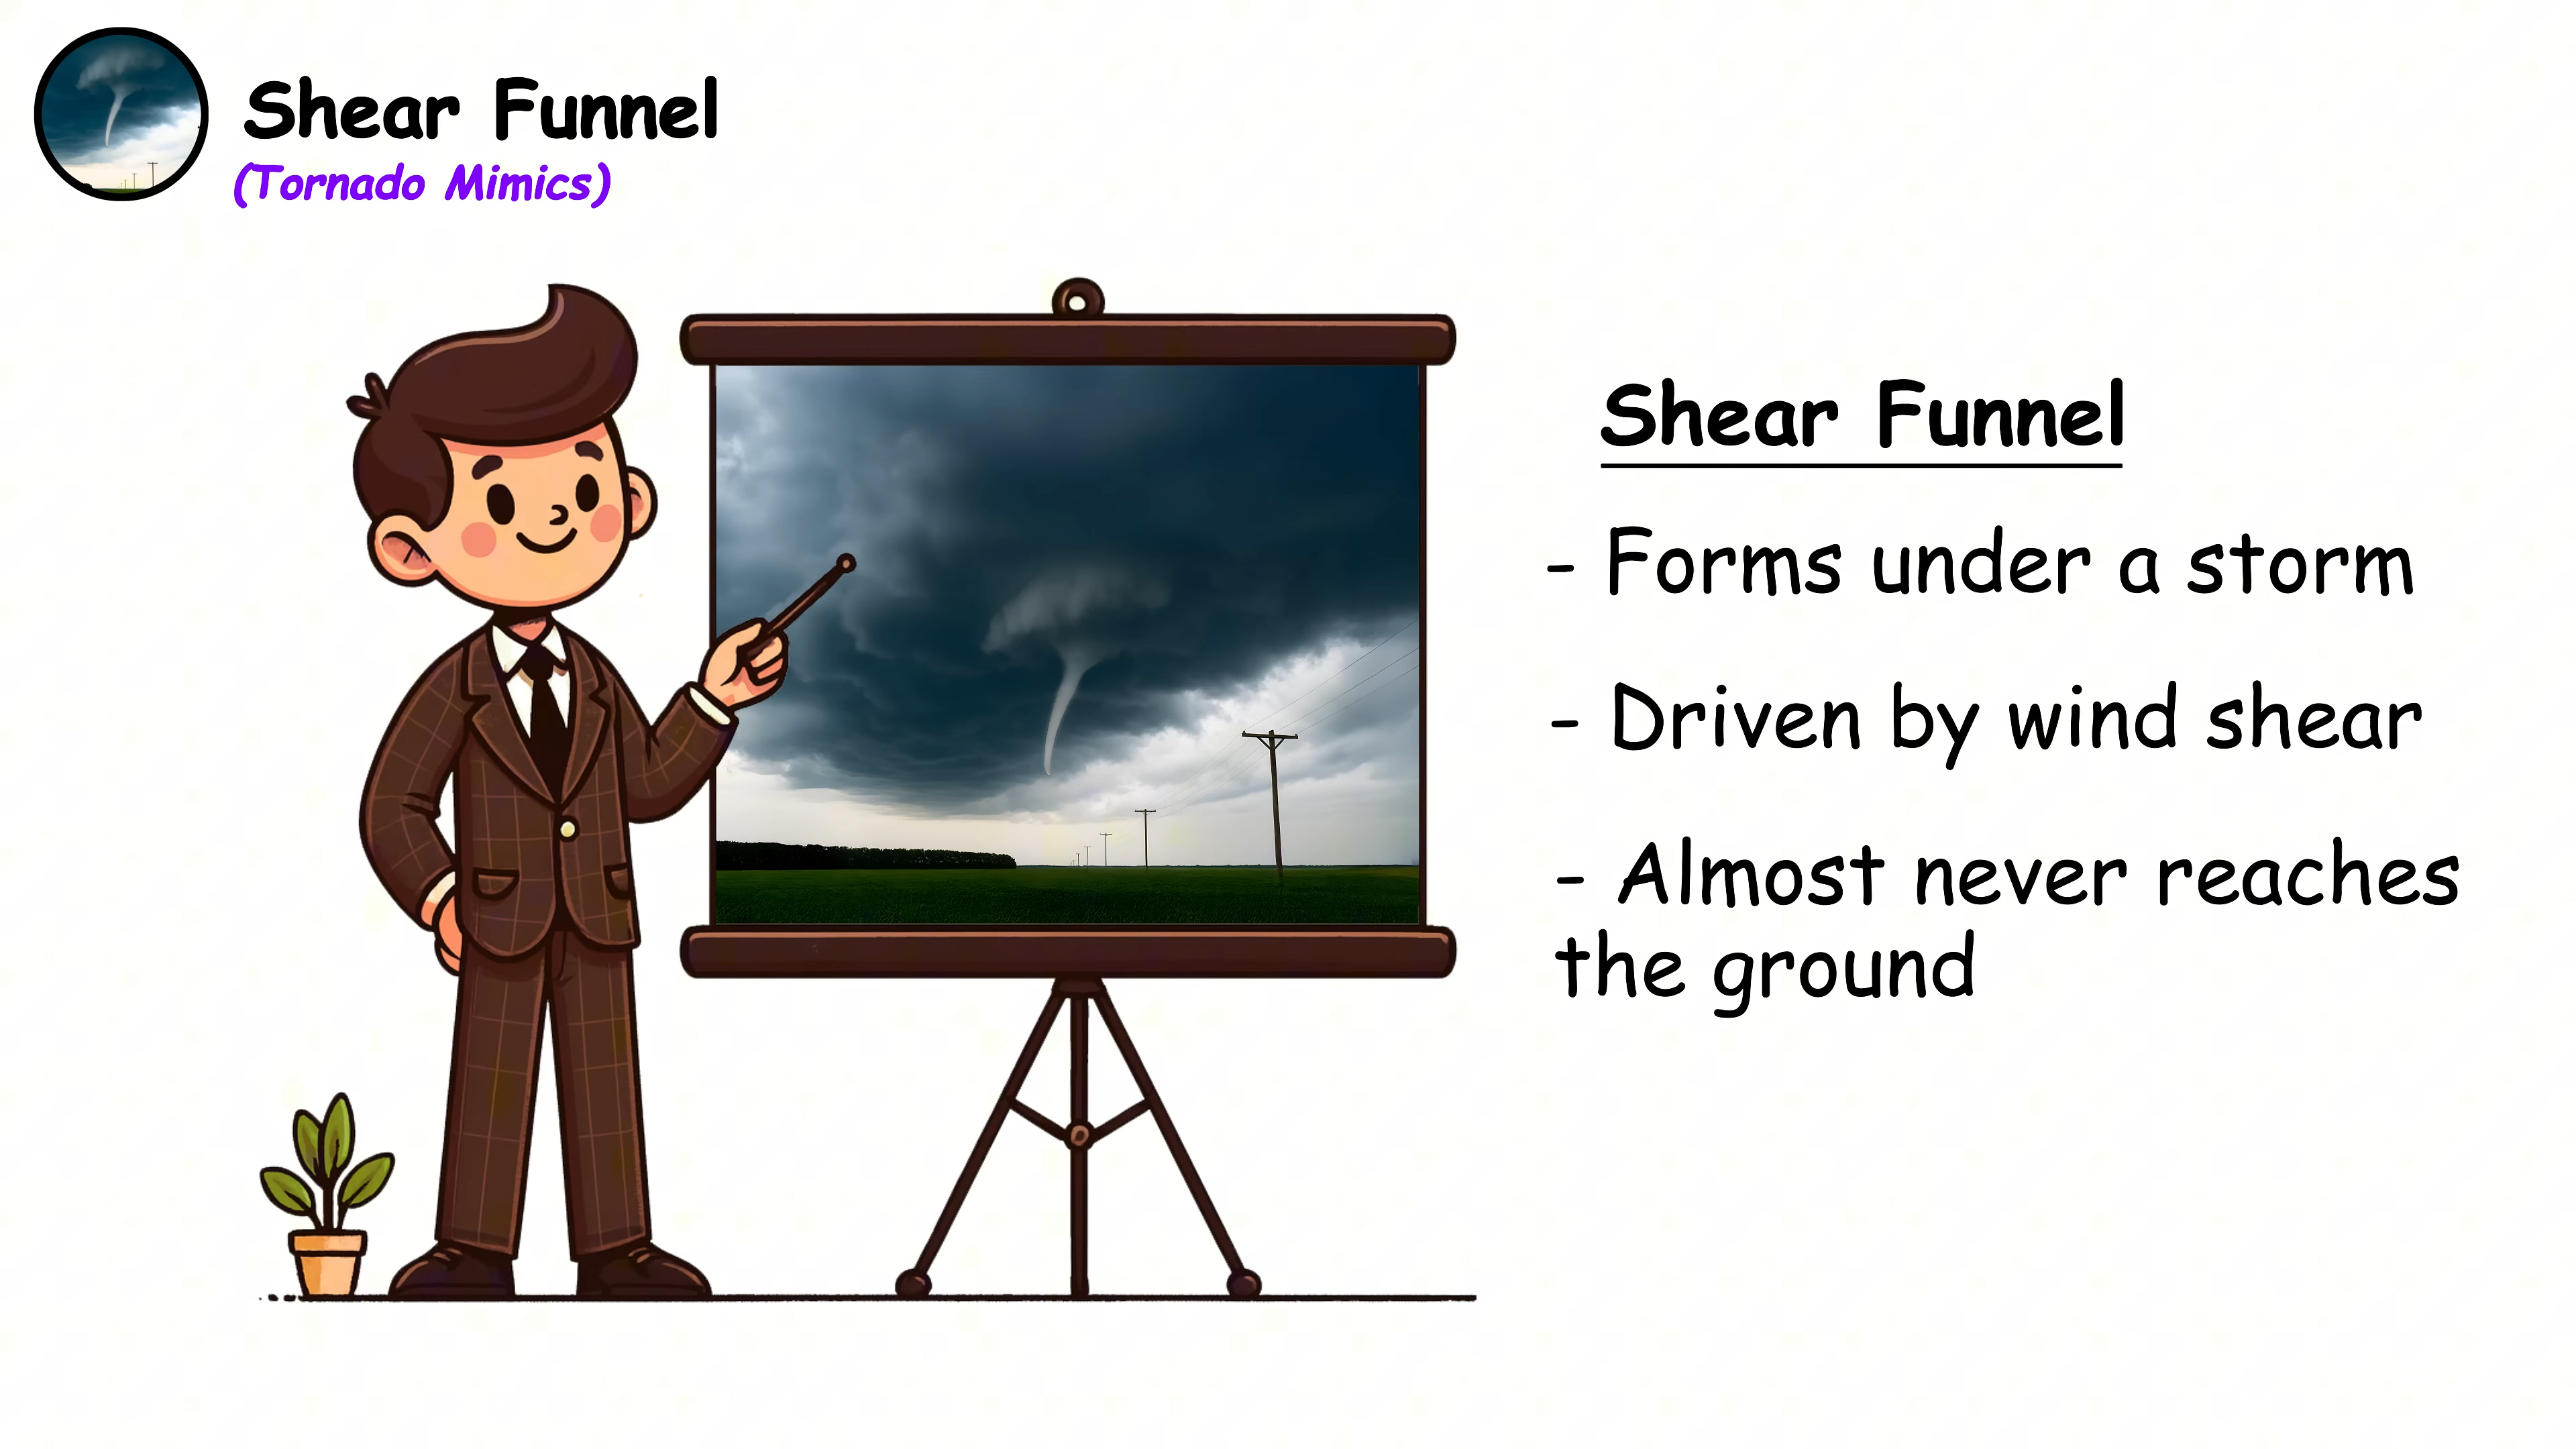 Shear Funnel
(Tornado Mimics)
Shear Funnel
- Forms under a storm
- Driven by wind shear
- Almost never reaches
the ground